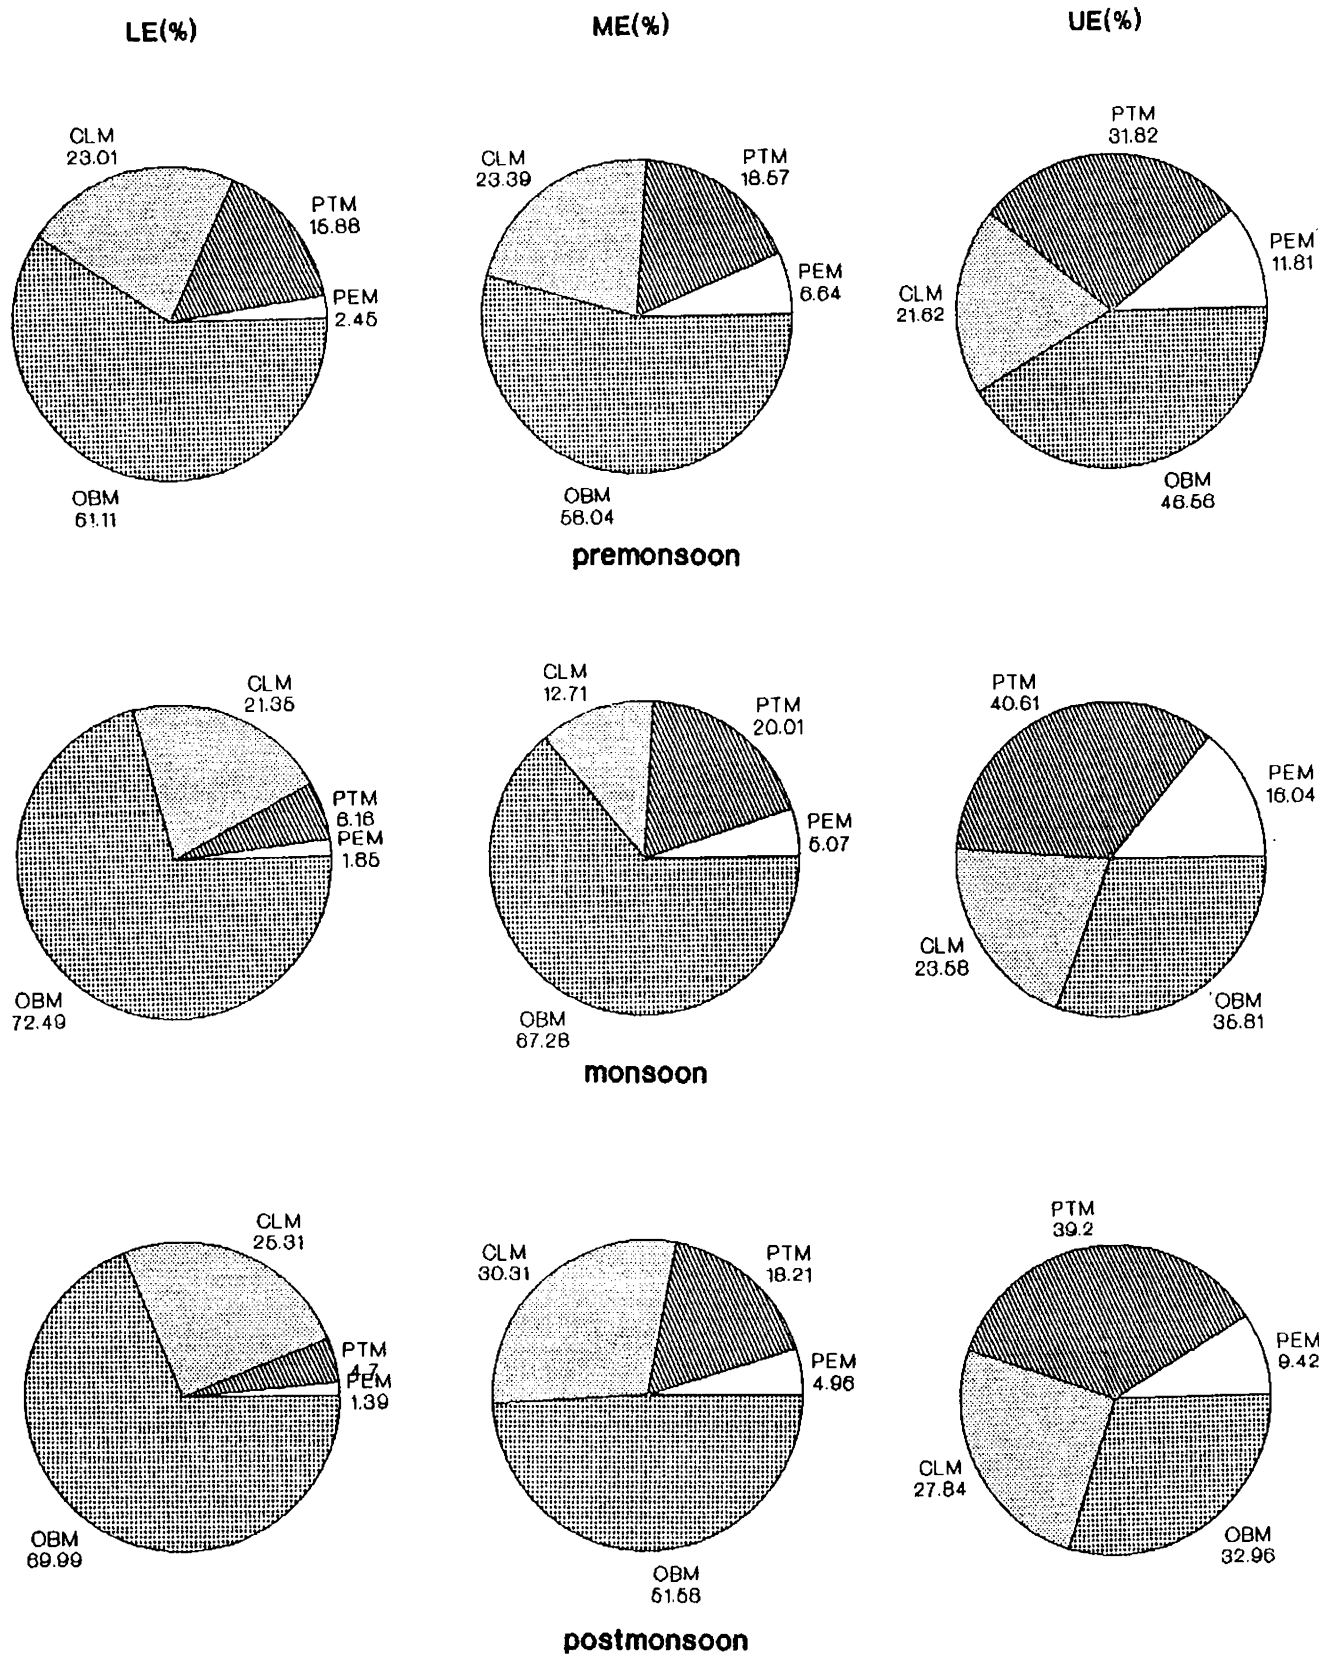 LE(%)
ME(%)
UE(%)
CLM
23.01
PTM
15.88
PEM
2.45
OBM
61.11
CLM
23.39
PTM
18.57
PEM
6.64
OBM
58.04
PTM
31.82
PEM
11.81
CLM
21.62
OBM
46.56
premonsoon
CLM
21.35
PTM
6.16
PEM
1.85
OBM
72.49
CLM
12.71
PTM
20.01
PEM
5.07
OBM
67.28
PTM
40.61
PEM
16.04
CLM
23.58
OBM
35.81
monsoon
CLM
25.31
PTM
4.7
PEM
1.39
OBM
69.99
CLM
30.31
PTM
18.21
PEM
4.96
OBM
51.58
PTM
39.2
PEM
9.42
CLM
27.84
OBM
32.96
postmonsoon